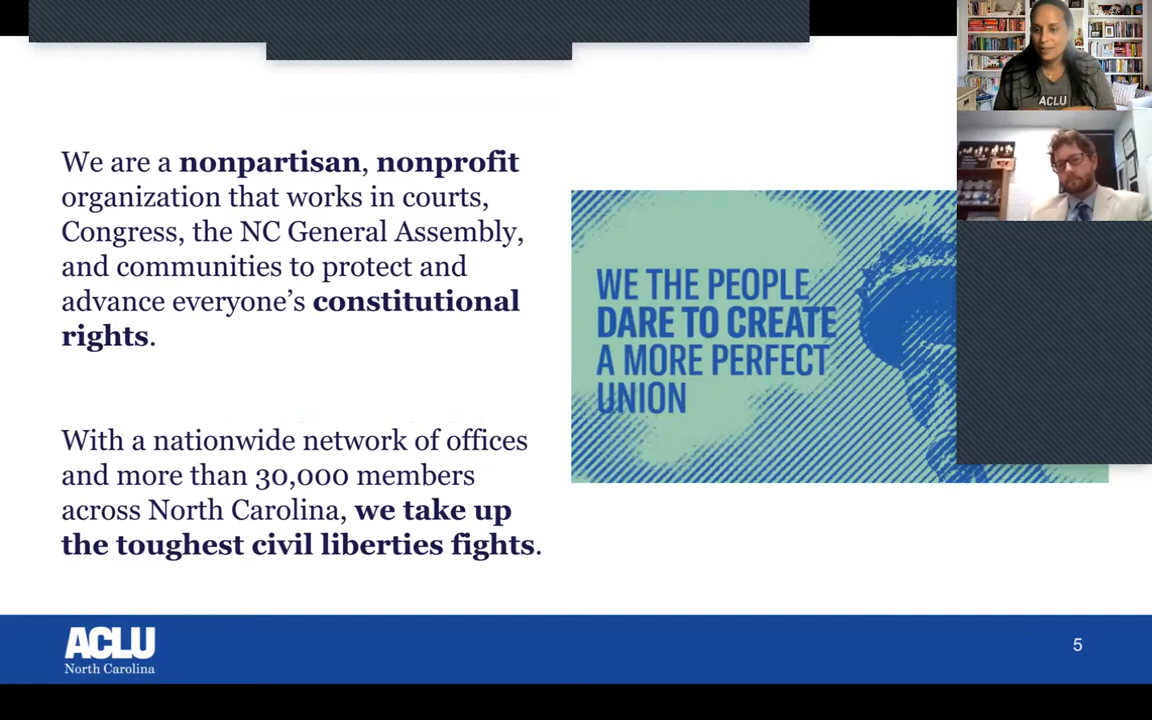 We are a nonpartisan, nonprofit
organization that works in courts,
Congress, the NC General Assembly,
and communities to protect and
advance everyone’s constitutional
rights.
With a nationwide network of offices
and more than 30,000 members
across North Carolina, we take up
the toughest civil liberties fights.
WE THE PEOPLE
DARE TO CREATE
A MORE PERFECT
UNION
ACLU
ACLU
North Carolina
5